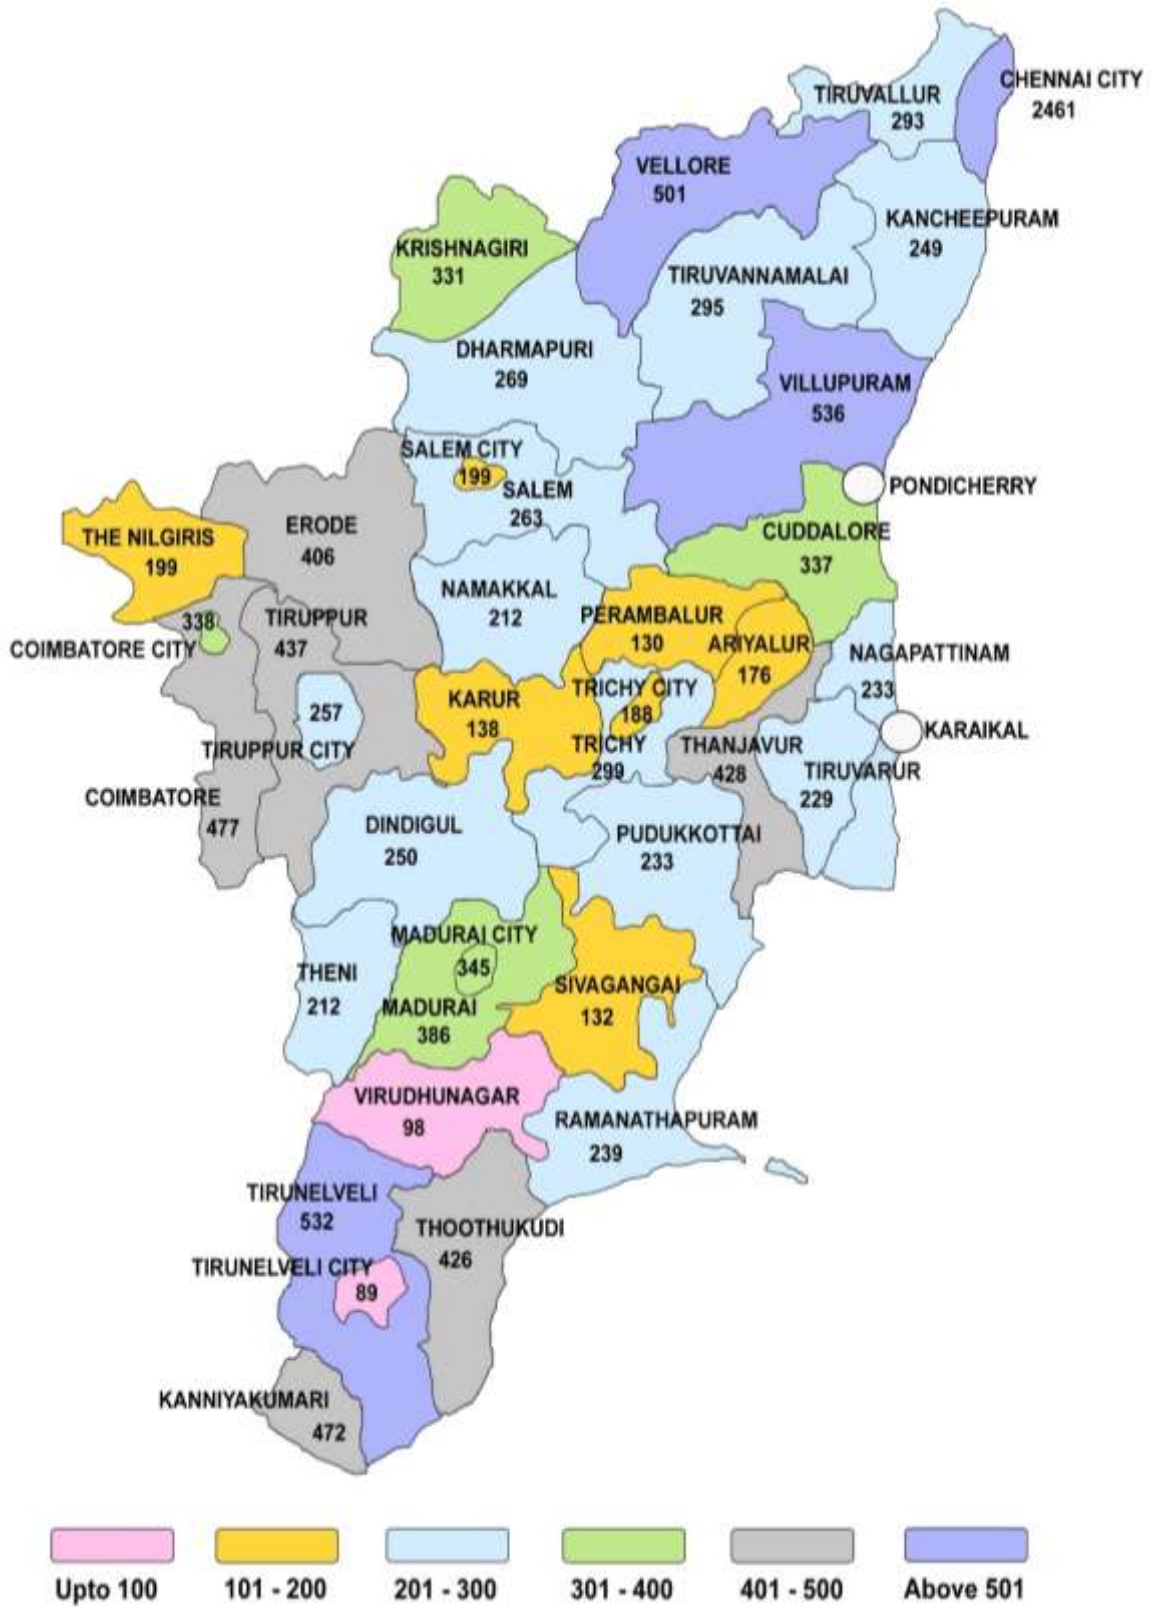 CHENNAI CITY
2461
TIRUVALLUR
293
VELLORE
501
KANCHEEPURAM
249
KRISHNAGIRI
331
TIRUVANNAMALAI
295
DHARMAPURI
269
VILLUPURAM
536
SALEM CITY
199
SALEM
263
PONDICHERRY
THE NILGIRIS
199
ERODE
406
CUDDALORE
337
NAMAKKAL
212
338
COIMBATORE CITY
TIRUPPUR
437
PERAMBALUR
130
ARIYALUR
176
NAGAPATTINAM
233
257
TIRUPPUR CITY
KARUR
138
TRICHY CITY
188
TRICHY
299
THANJAVUR
428
KARAIKAL
TIRUVARUR
229
COIMBATORE
477
DINDIGUL
250
PUDUKKOTTAI
233
MADURAI CITY
345
THENI
212
MADURAI
386
SIVAGANGAI
132
VIRUDHUNAGAR
98
RAMANATHAPURAM
239
TIRUNELVELI
532
THOOTHUKUDI
426
TIRUNELVELI CITY
89
KANNIYAKUMARI
472
Upto 100
101 - 200
201 - 300
301 - 400
401 - 500
Above 501